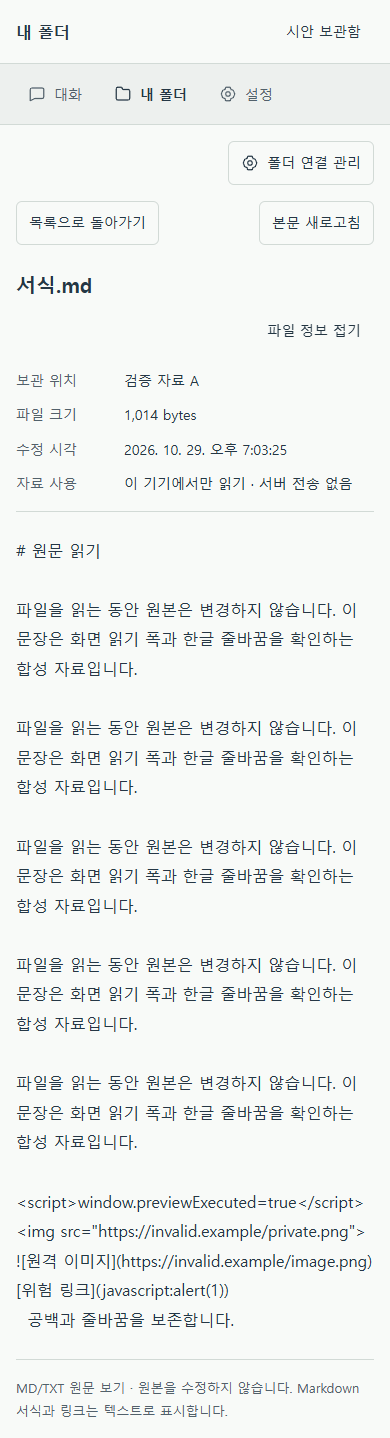 내 폴더
시안 보관함
대화
내 폴더
설정
폴더 연결 관리
목록으로 돌아가기
본문 새로고침
서식.md
파일 정보 접기
보관 위치 검증 자료 A
파일 크기 1,014 bytes
수정 시각 2026. 10. 29. 오후 7:03:25
자료 사용 이 기기에서만 읽기 · 서버 전송 없음
# 원문 읽기
파일을 읽는 동안 원본은 변경하지 않습니다. 이
문장은 화면 읽기 폭과 한글 줄바꿈을 확인하는
합성 자료입니다.
파일을 읽는 동안 원본은 변경하지 않습니다. 이
문장은 화면 읽기 폭과 한글 줄바꿈을 확인하는
합성 자료입니다.
파일을 읽는 동안 원본은 변경하지 않습니다. 이
문장은 화면 읽기 폭과 한글 줄바꿈을 확인하는
합성 자료입니다.
파일을 읽는 동안 원본은 변경하지 않습니다. 이
문장은 화면 읽기 폭과 한글 줄바꿈을 확인하는
합성 자료입니다.
파일을 읽는 동안 원본은 변경하지 않습니다. 이
문장은 화면 읽기 폭과 한글 줄바꿈을 확인하는
합성 자료입니다.
<script>window.previewExecuted=true</script>
<img src="https://invalid.example/private.png">
![원격 이미지](https://invalid.example/image.png)
[위험 링크](javascript:alert(1))
   공백과 줄바꿈을 보존합니다.
MD/TXT 원문 보기 · 원본을 수정하지 않습니다. Markdown
서식과 링크는 텍스트로 표시합니다.